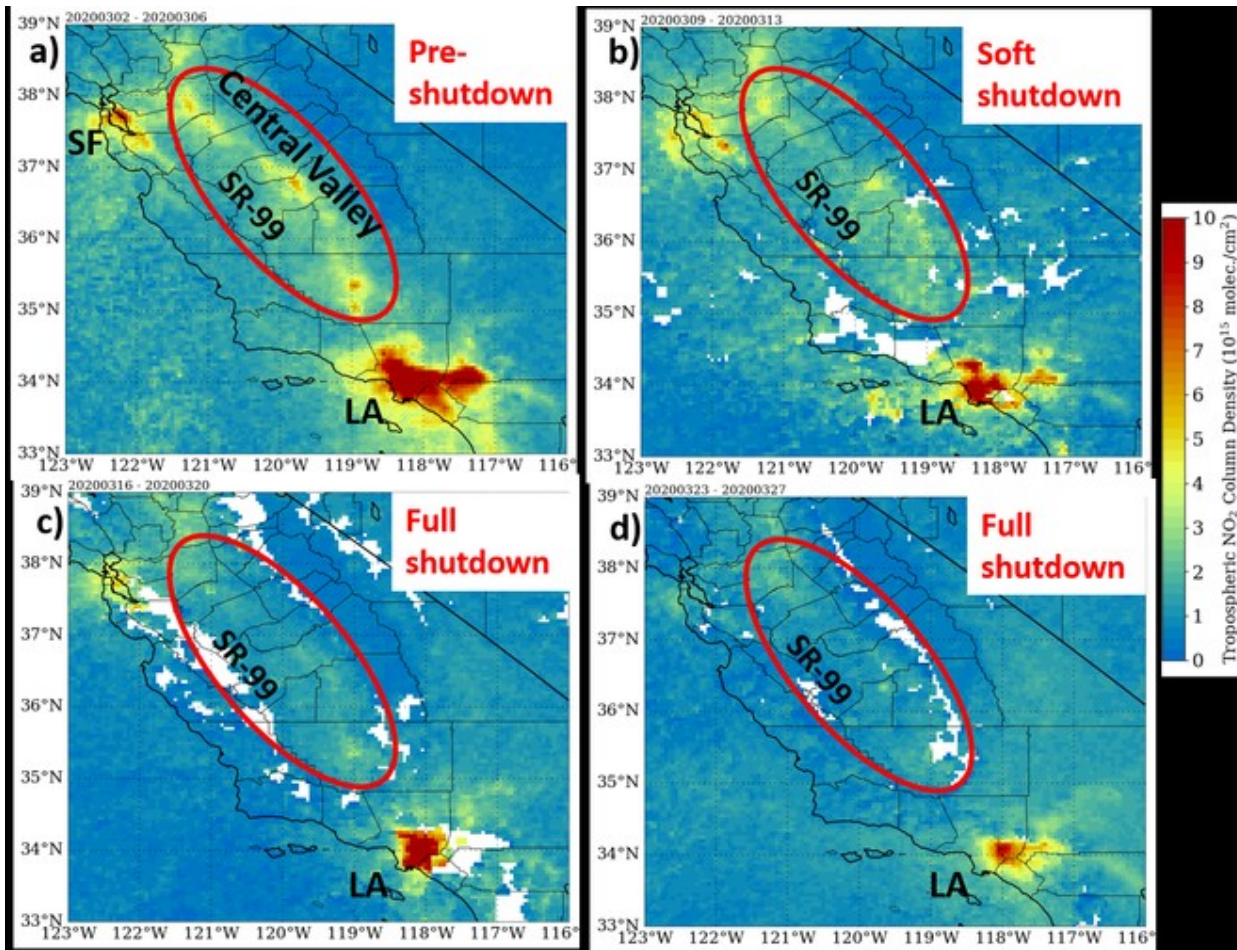 20200302 - 20200306
a)
Pre-
shutdown
Central Valley
SR-99
SF
LA
39°N
38°N
37°N
36°N
35°N
34°N
33°N
123°W 122°W 121°W 120°W 119°W 118°W 117°W 116°
20200309 - 20200313
b)
Soft
shutdown
SR-99
LA
39°N
38°N
37°N
36°N
35°N
34°N
33°N
123°W 122°W 121°W 120°W 119°W 118°W 117°W 116°
20200316 - 20200320
c)
Full
shutdown
SR-99
LA
39°N
38°N
37°N
36°N
35°N
34°N
33°N
123°W 122°W 121°W 120°W 119°W 118°W 117°W 116°
20200323 - 20200327
d)
Full
shutdown
SR-99
LA
39°N
38°N
37°N
36°N
35°N
34°N
33°N
123°W 122°W 121°W 120°W 119°W 118°W 117°W 116°
10
9
8
7
6
5
4
3
2
1
0
Tropospheric NO₂ Column Density (10¹⁵ molec./cm²)